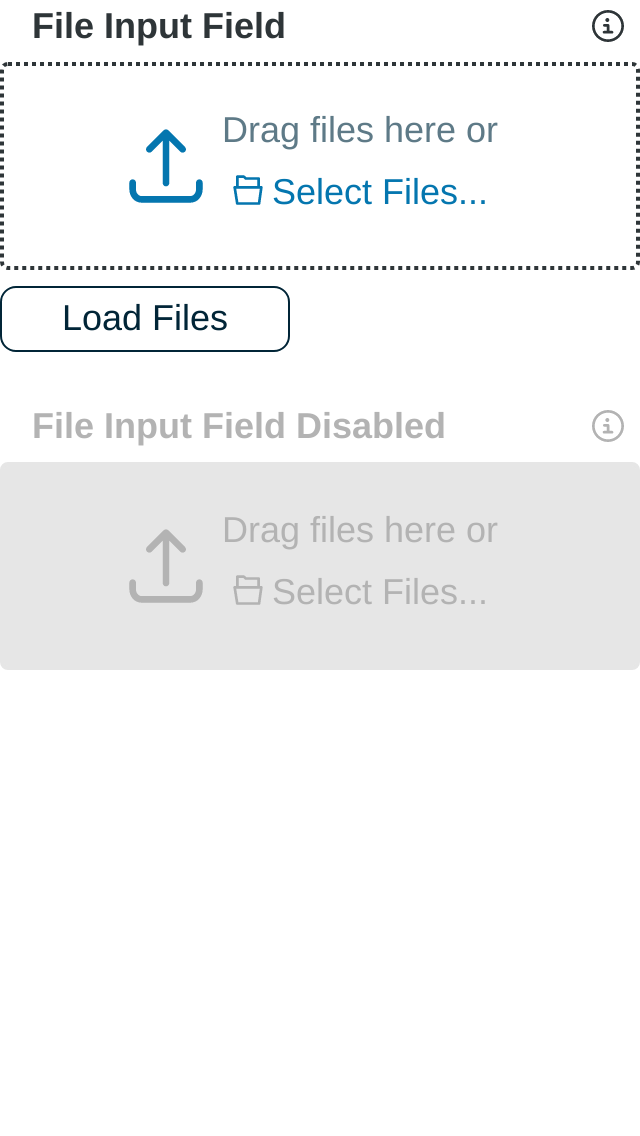 File Input Field
Drag files here or
Select Files...
Load Files
File Input Field Disabled
Drag files here or
Select Files...